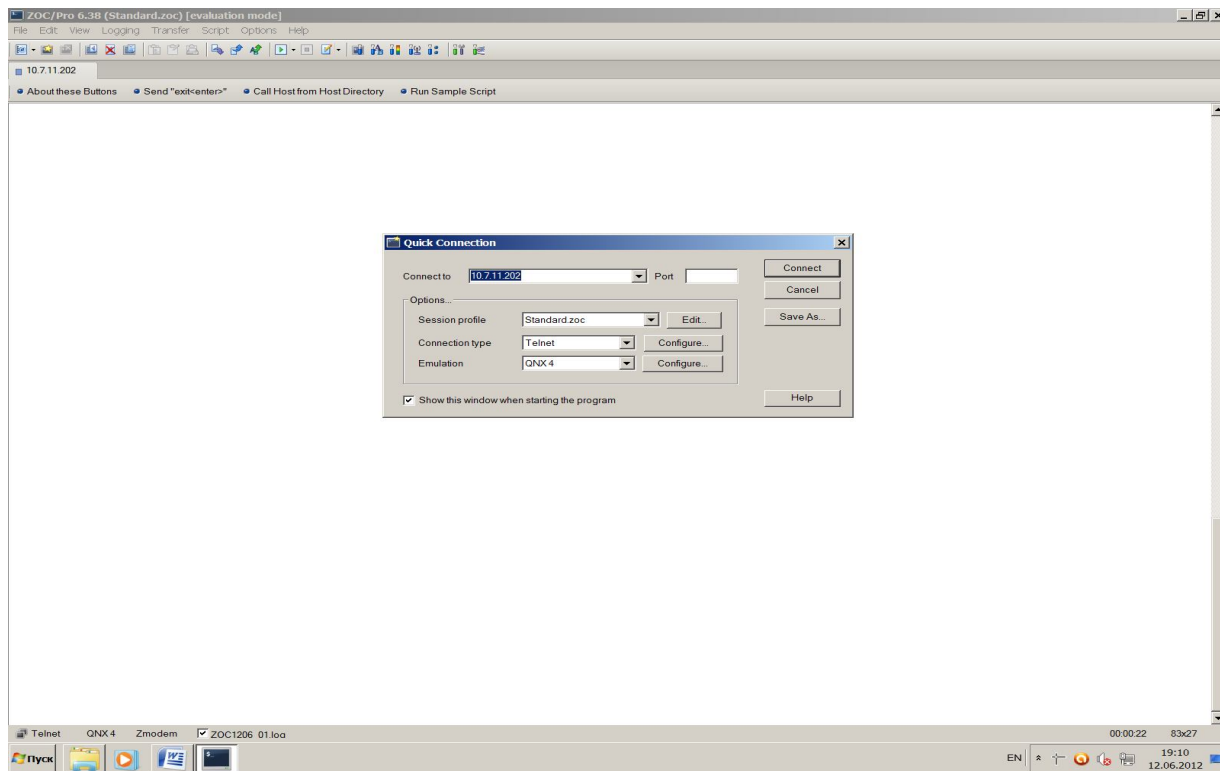 ZOC/Pro 6.38 (Standard.zoc) [evaluation mode]
File Edit View Logging Transfer Script Options Help
10.7.11.202
About these Buttons Send "exit<enter>" Call Host from Host Directory Run Sample Script
Quick Connection
Connect to 10.7.11.202 Port Connect
Cancel
Options...
Session profile Standard.zoc Edit... Save As...
Connection type Telnet Configure...
Emulation QNX 4 Configure...
Show this window when starting the program Help
Telnet QNX 4 Zmodem ZOC1206_01.log 00:00:22 83x27
Пуск EN 19:10
12.06.2012